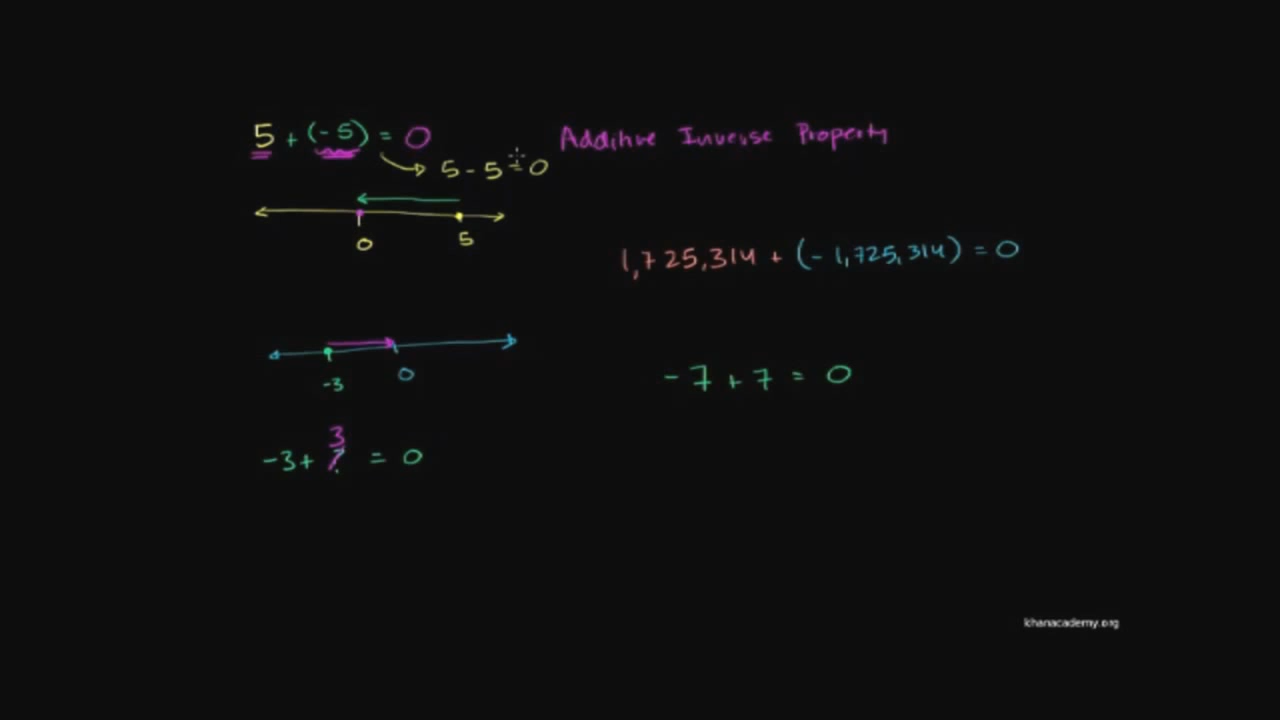 5 + (-5) = 0
Additive Inverse Property
5 - 5 = 0
0 5
1,725,314 + (- 1,725,314) = 0
-3 0
-7 + 7 = 0
3
-3 + ? = 0
khanacademy.org